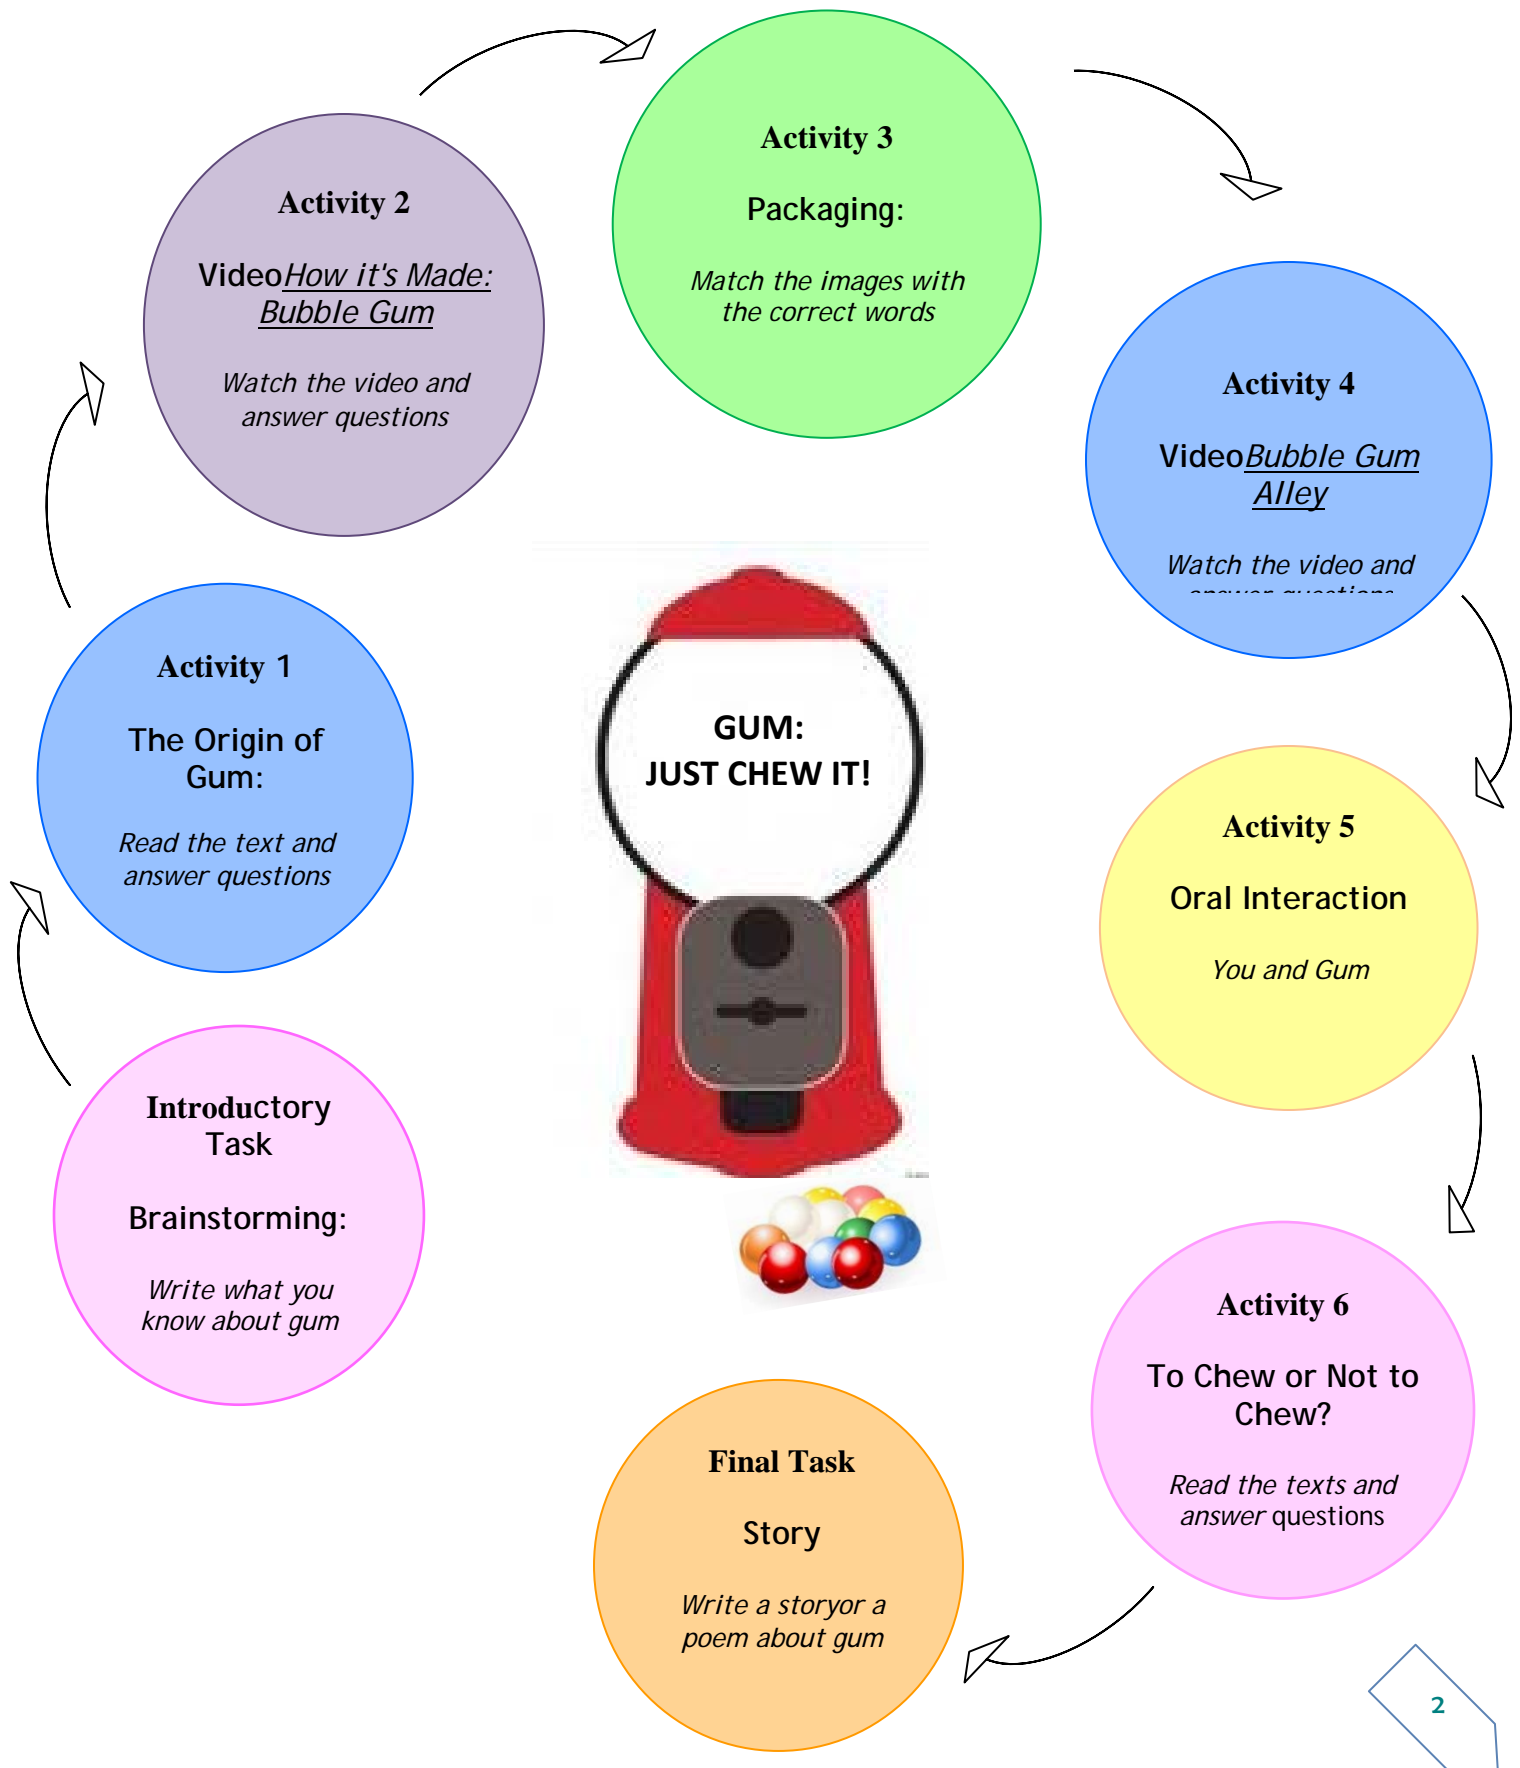 Introductory
Task
Brainstorming:
Write what you
know about gum
Activity 1
The Origin of
Gum:
Read the text and
answer questions
Activity 2
VideoHow it's Made:
Bubble Gum
Watch the video and
answer questions
Activity 3
Packaging:
Match the images with
the correct words
Activity 4
VideoBubble Gum
Alley
Watch the video and
answer questions
Activity 5
Oral Interaction
You and Gum
Activity 6
To Chew or Not to
Chew?
Read the texts and
answer questions
Final Task
Story
Write a storyor a
poem about gum
GUM:
JUST CHEW IT!
2